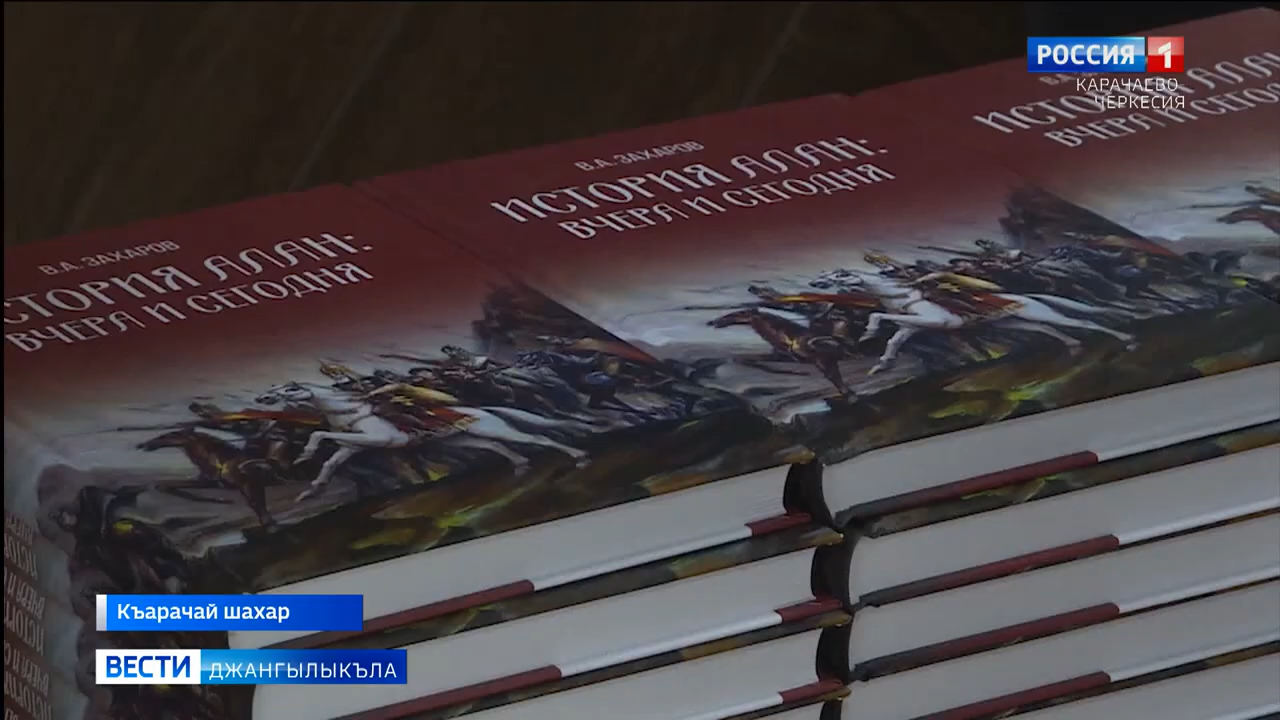 РОССИЯ 1
КАРАЧАЕВО
ЧЕРКЕСИЯ
В.А. ЗАХАРОВ
ИСТОРИЯ АЛАН:
ВЧЕРА И СЕГОДНЯ
В.А. ЗАХАРОВ
ИСТОРИЯ АЛАН:
ВЧЕРА И СЕГОДНЯ
Къарачай шахар
ВЕСТИ ДЖАНГЫЛЫКЪЛА